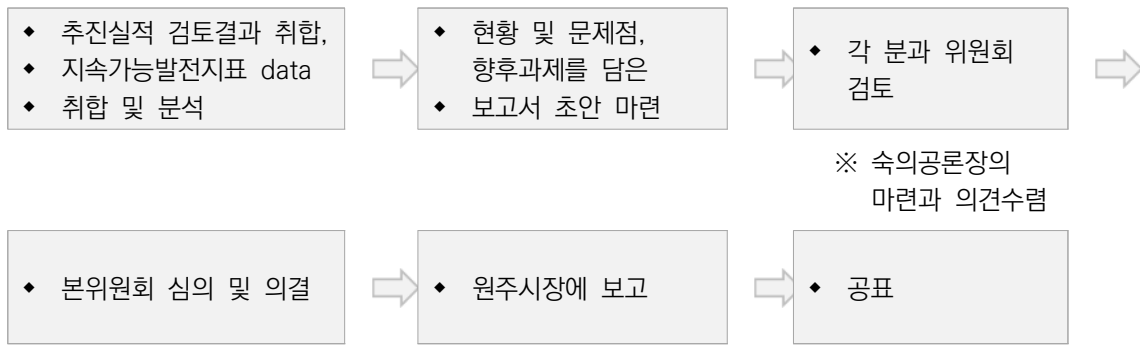 ◆ 추진실적 검토결과 취합,
◆ 지속가능발전지표 data
◆ 취합 및 분석
◆ 현황 및 문제점,
향후과제를 담은
◆ 보고서 초안 마련
◆ 각 분과 위원회
검토
※ 숙의공론장의
마련과 의견수렴
◆ 본위원회 심의 및 의결
◆ 원주시장에 보고
◆ 공표